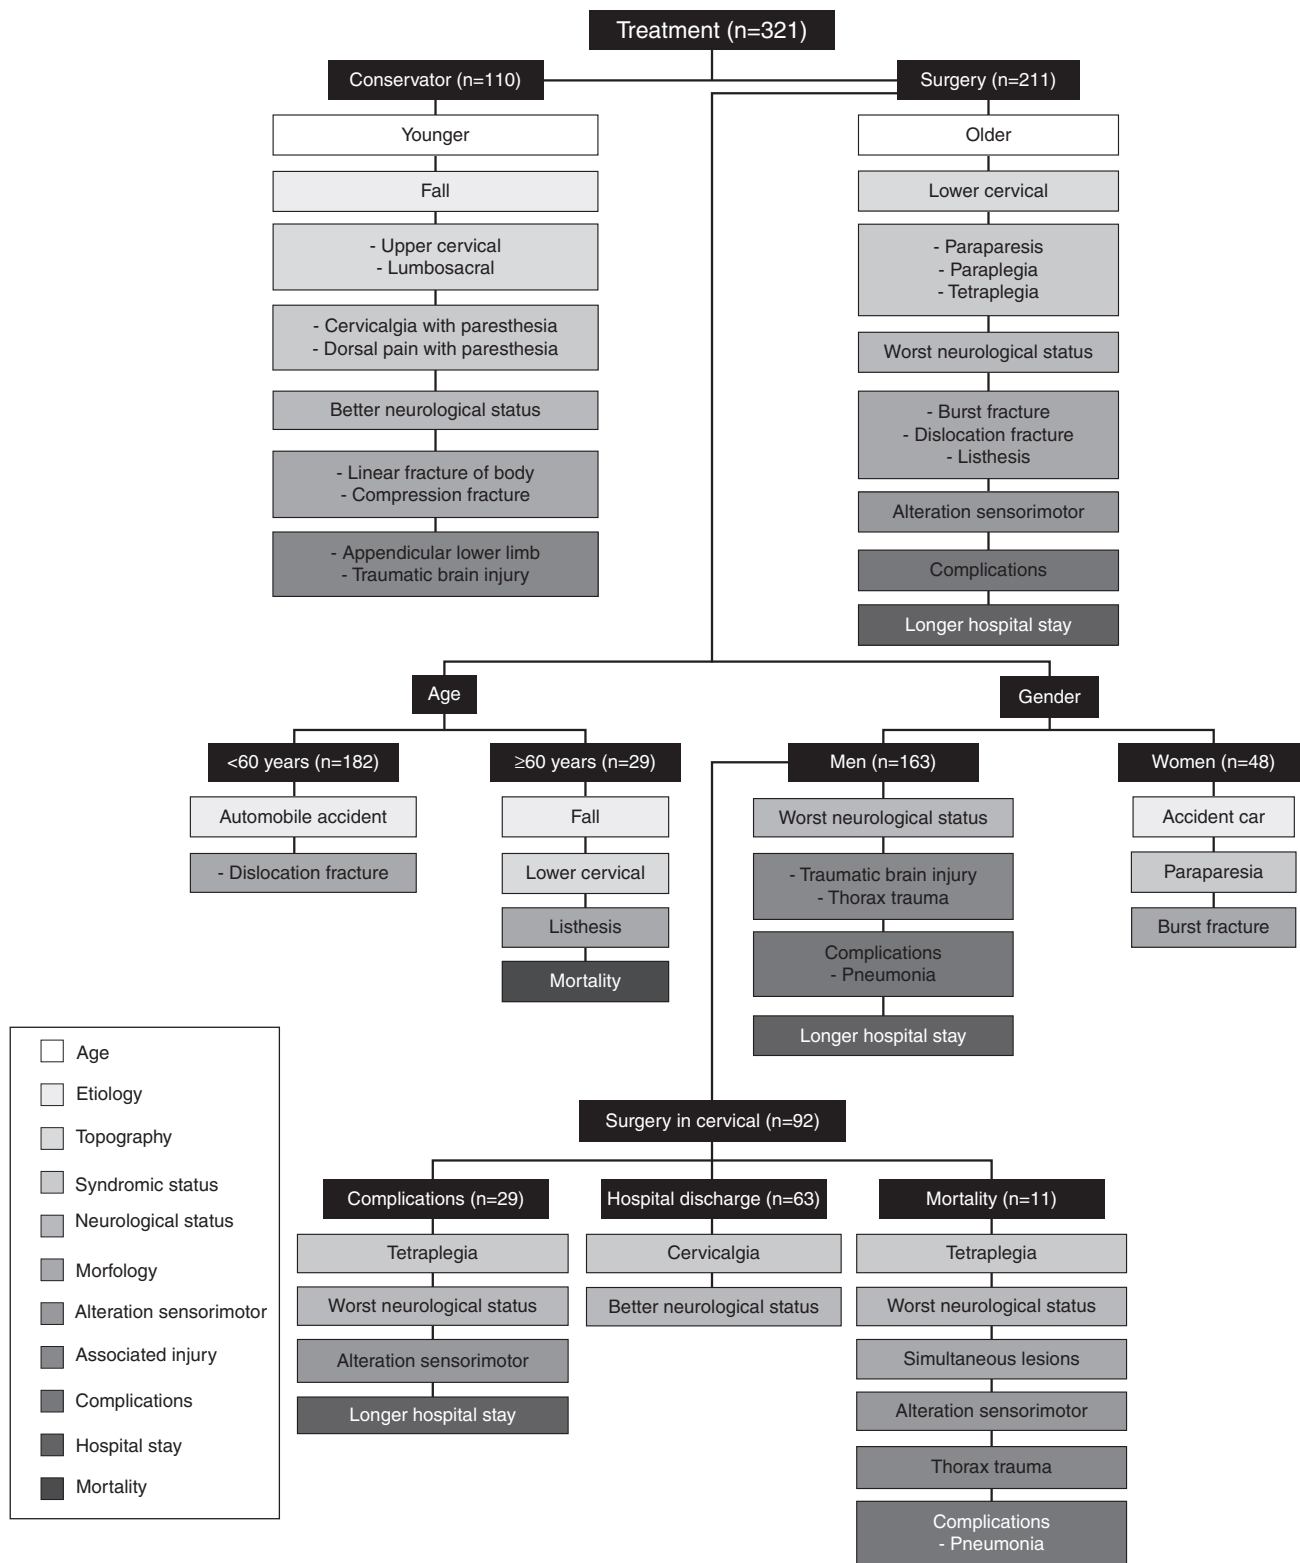 Treatment (n=321)
Conservator (n=110)
Surgery (n=211)
Younger
Fall
- Upper cervical
- Lumbosacral
- Cervicalgia with paresthesia
- Dorsal pain with paresthesia
Better neurological status
- Linear fracture of body
- Compression fracture
- Appendicular lower limb
- Traumatic brain injury
Older
Lower cervical
- Paraparesis
- Paraplegia
- Tetraplegia
Worst neurological status
- Burst fracture
- Dislocation fracture
- Listhesis
Alteration sensorimotor
Complications
Longer hospital stay
Age
Gender
<60 years (n=182)
Automobile accident
- Dislocation fracture
≥60 years (n=29)
Fall
Lower cervical
Listhesis
Mortality
Men (n=163)
Worst neurological status
- Traumatic brain injury
- Thorax trauma
Complications
- Pneumonia
Longer hospital stay
Women (n=48)
Accident car
Paraparesia
Burst fracture
Surgery in cervical (n=92)
Complications (n=29)
Tetraplegia
Worst neurological status
Alteration sensorimotor
Longer hospital stay
Hospital discharge (n=63)
Cervicalgia
Better neurological status
Mortality (n=11)
Tetraplegia
Worst neurological status
Simultaneous lesions
Alteration sensorimotor
Thorax trauma
Complications
- Pneumonia
Age
Etiology
Topography
Syndromic status
Neurological status
Morfology
Alteration sensorimotor
Associated injury
Complications
Hospital stay
Mortality